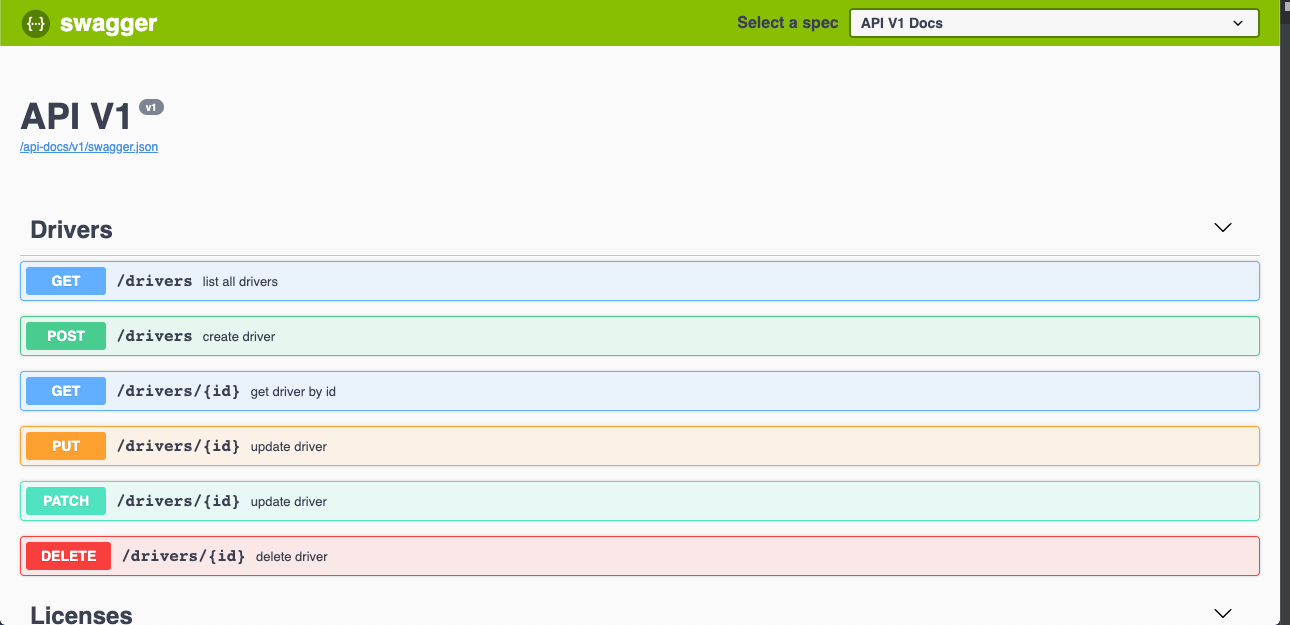 {···} swagger
Select a spec API V1 Docs
API V1 v1
/api-docs/v1/swagger.json
Drivers
GET /drivers list all drivers
POST /drivers create driver
GET /drivers/{id} get driver by id
PUT /drivers/{id} update driver
PATCH /drivers/{id} update driver
DELETE /drivers/{id} delete driver
Licenses